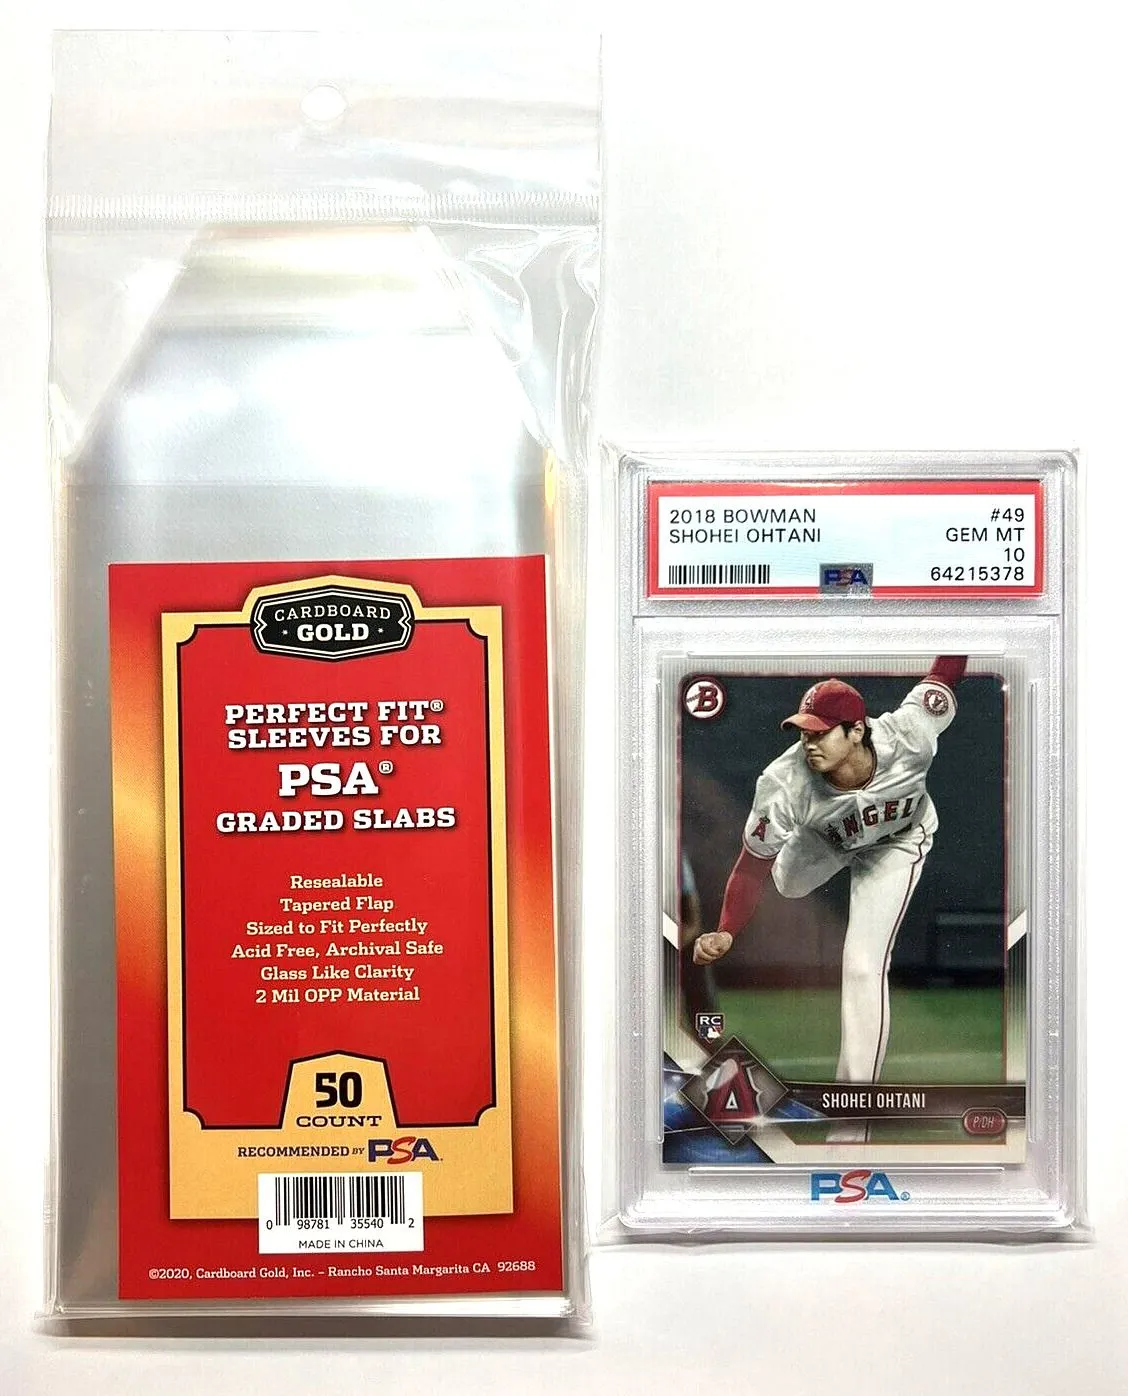 CARDBOARD
GOLD
PERFECT FIT®
SLEEVES FOR
PSA®
GRADED SLABS
Resealable
Tapered Flap
Sized to Fit Perfectly
Acid Free, Archival Safe
Glass Like Clarity
2 Mil OPP Material
50
COUNT
RECOMMENDED BY PSA
0 98781 35540 2
MADE IN CHINA
©2020, Cardboard Gold, Inc. – Rancho Santa Margarita CA 92688
2018 BOWMAN #49
SHOHEI OHTANI GEM MT
10
PSA 64215378
B
A
ANGEL
RC
A
SHOHEI OHTANI
P/DH
PSA®